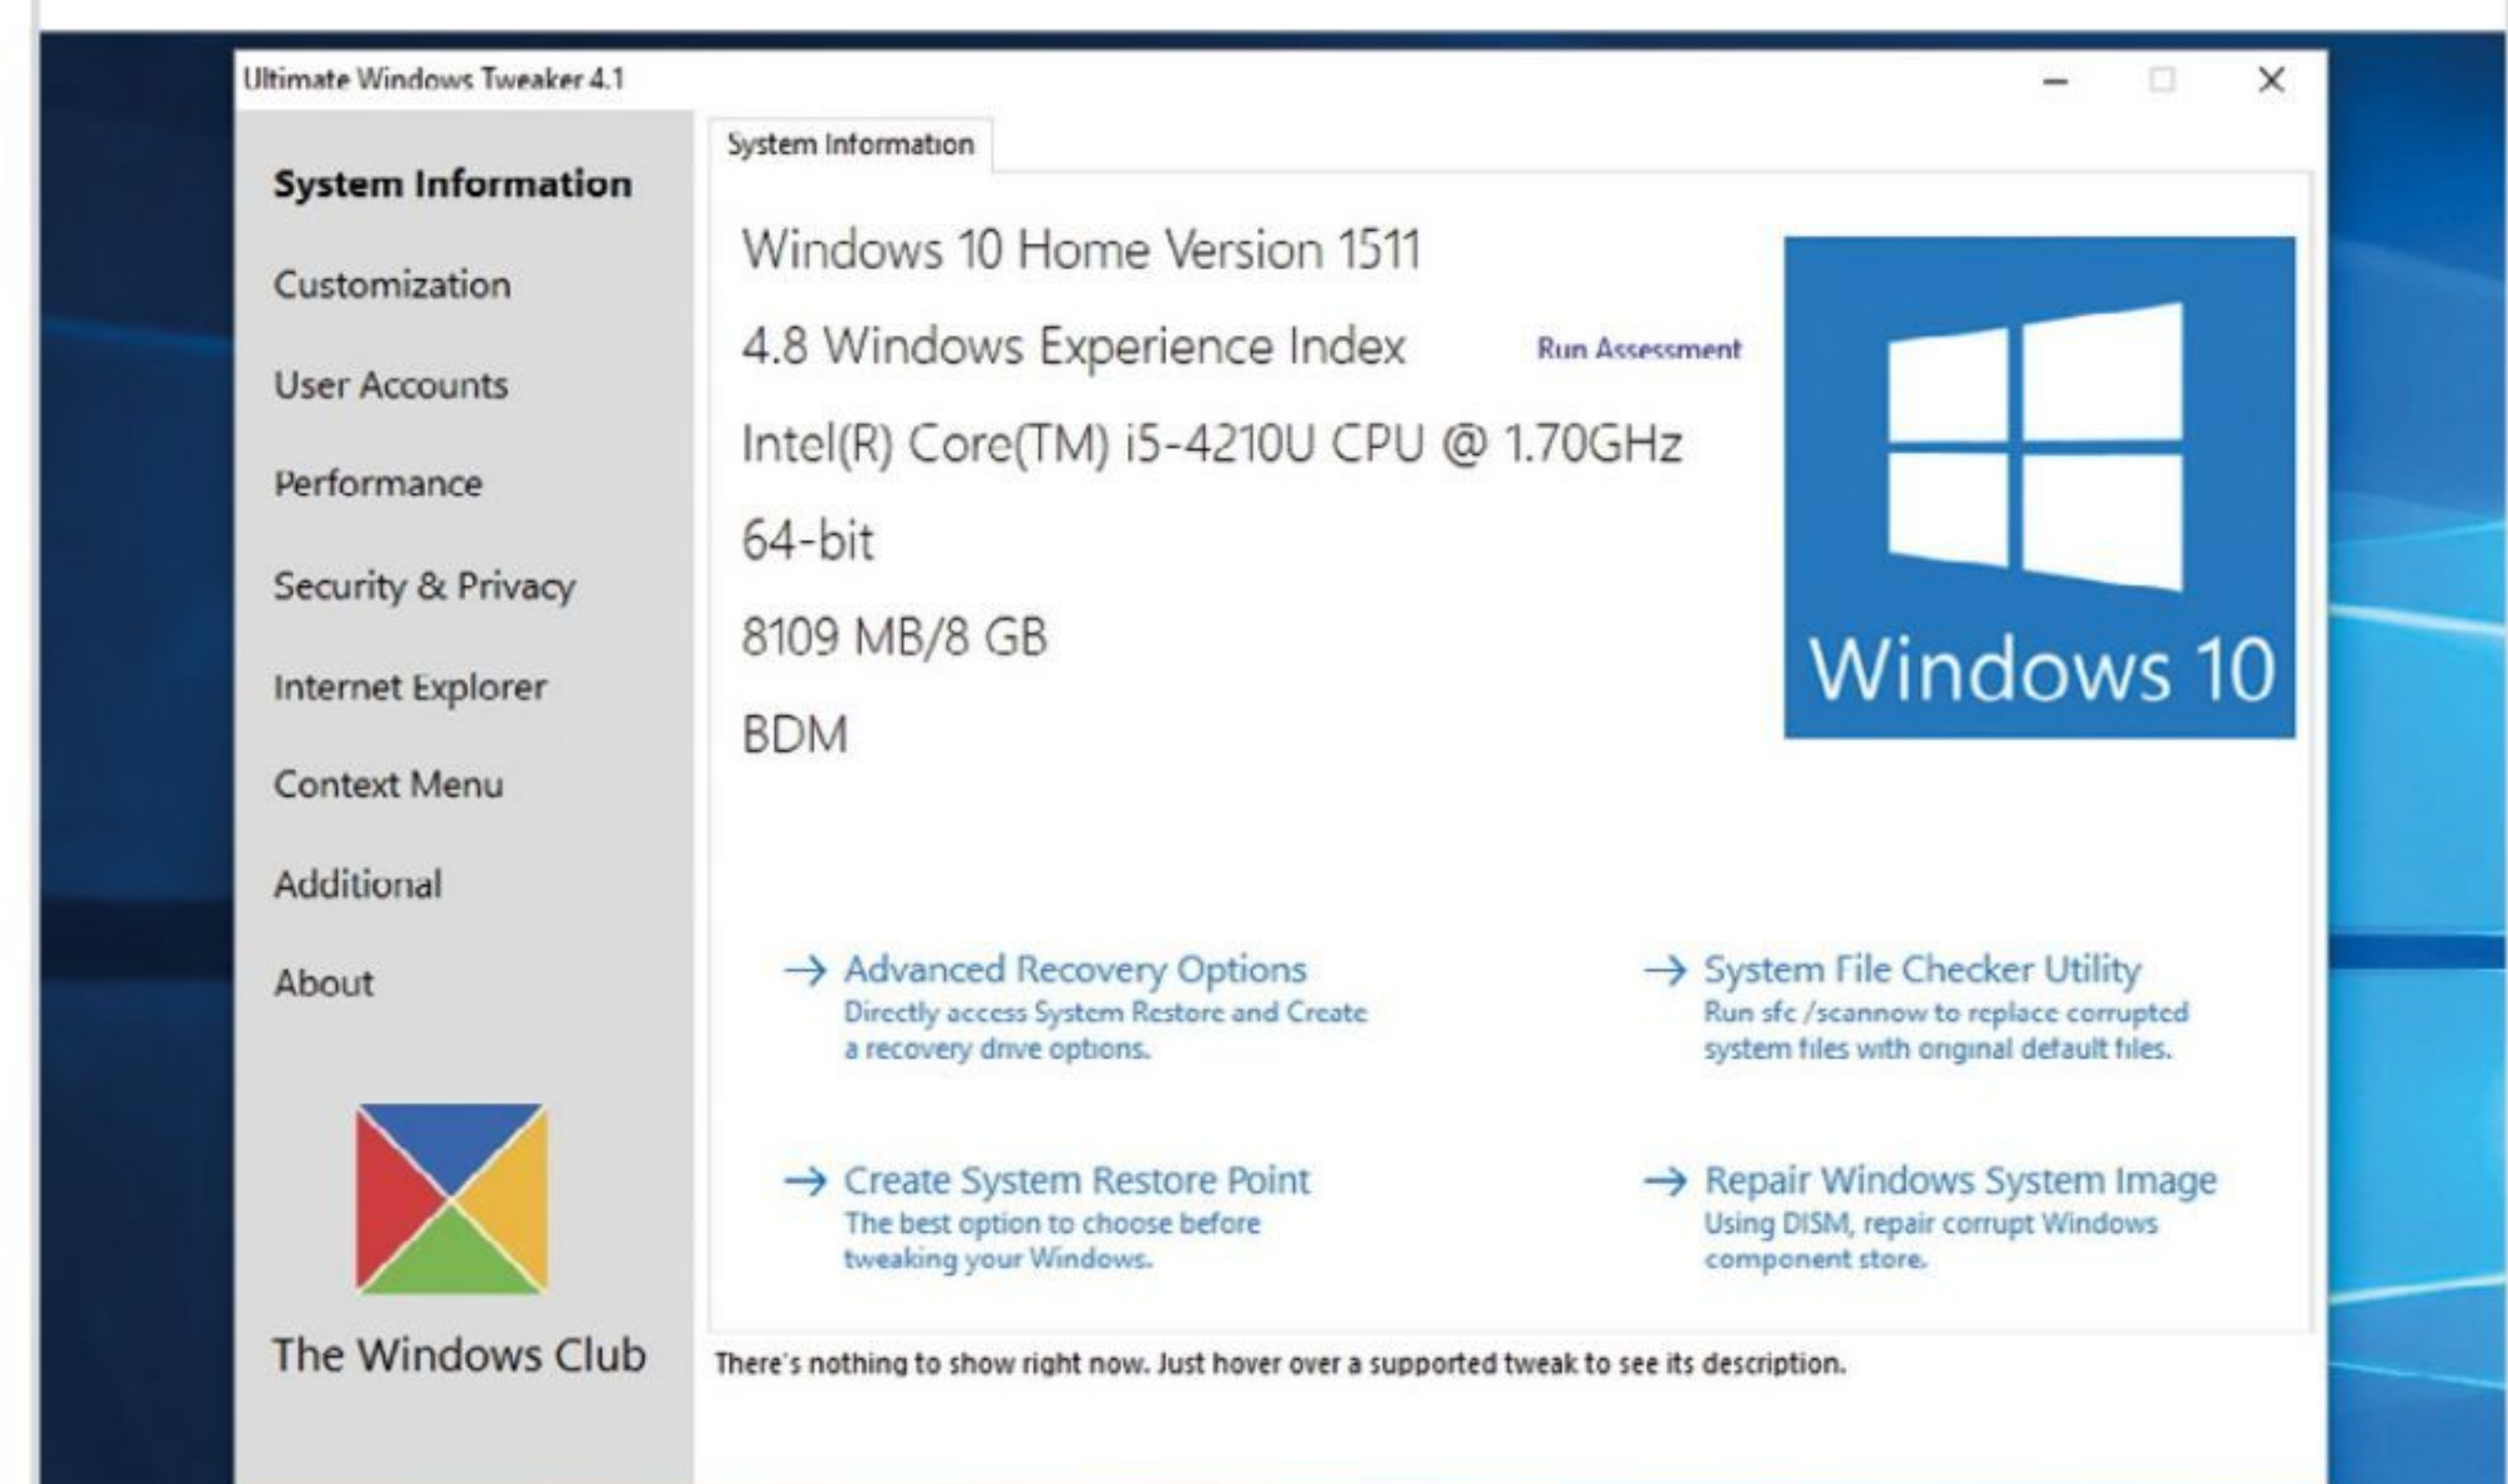 Ultimate Windows Tweaker 4.1
System Information
Customization
User Accounts
Performance
Security & Privacy
Internet Explorer
Context Menu
Additional
About
The Windows Club
System Information
Windows 10 Home Version 1511
4.8 Windows Experience Index
Run Assessment
Intel(R) Core(TM) i5-4210U CPU @ 1.70GHz
64-bit
8109 MB/8 GB
BDM
Windows 10
→ Advanced Recovery Options
Directly access System Restore and Create
a recovery drive options.
→ System File Checker Utility
Run sfc /scannow to replace corrupted
system files with original default files.
→ Create System Restore Point
The best option to choose before
tweaking your Windows.
→ Repair Windows System Image
Using DISM, repair corrupt Windows
component store.
There's nothing to show right now. Just hover over a supported tweak to see its description.